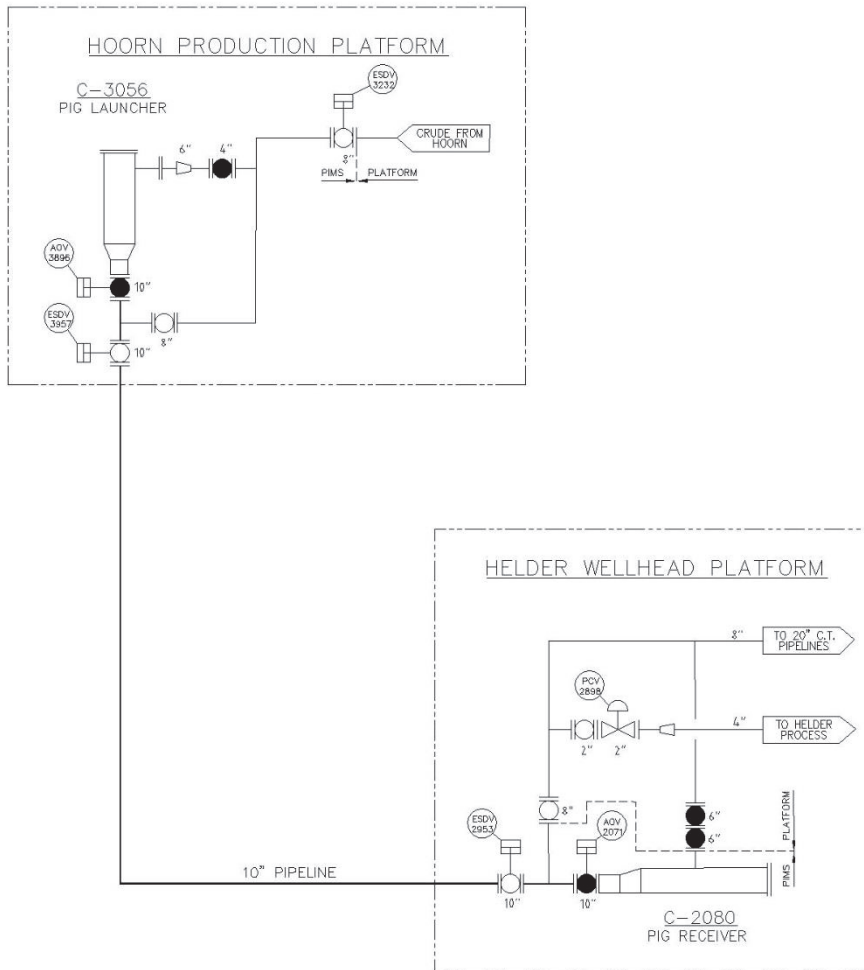 HOORN PRODUCTION PLATFORM
C-3056
PIG LAUNCHER
ESDV
3232
CRUDE FROM
HOORN
8"
PIMS
PLATFORM
6"
4"
AOV
3896
10"
ESDV
3957
8"
10"
HELDER WELLHEAD PLATFORM
8"
TO 20" C.T.
PIPELINES
PCV
2898
4"
TO HELDER
PROCESS
2"
2"
8"
6"
6"
PLATFORM
PIMS
ESDV
2953
AOV
2071
10" PIPELINE
10"
10"
C-2080
PIG RECEIVER